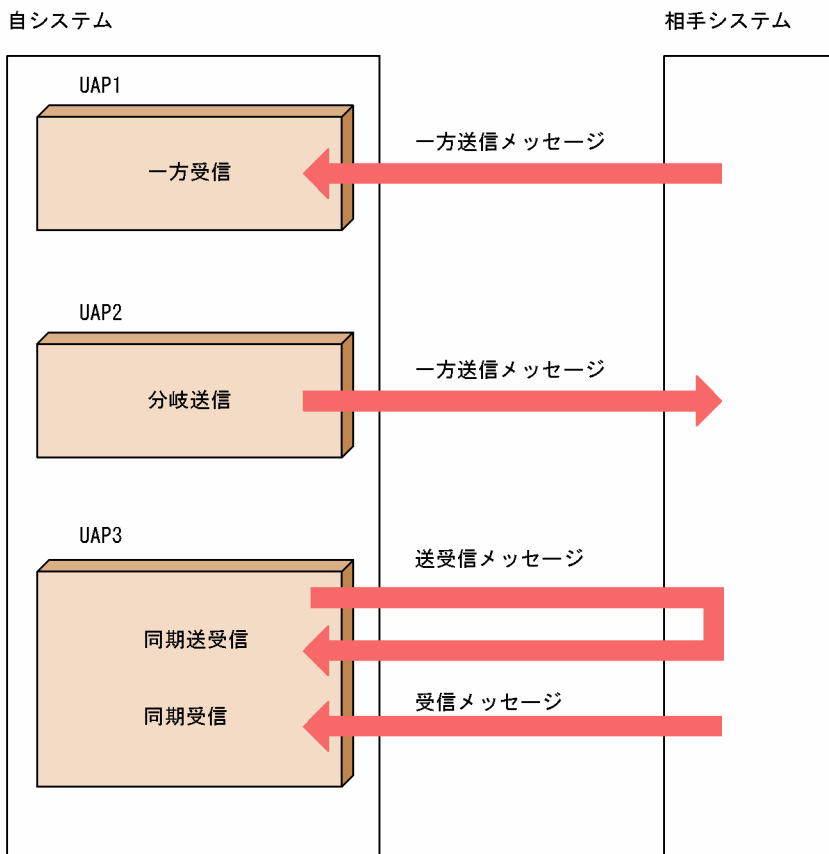 自システム
相手システム
UAP1
一方送信メッセージ
一方受信
UAP2
一方送信メッセージ
分岐送信
UAP3
送受信メッセージ
同期送受信
受信メッセージ
同期受信